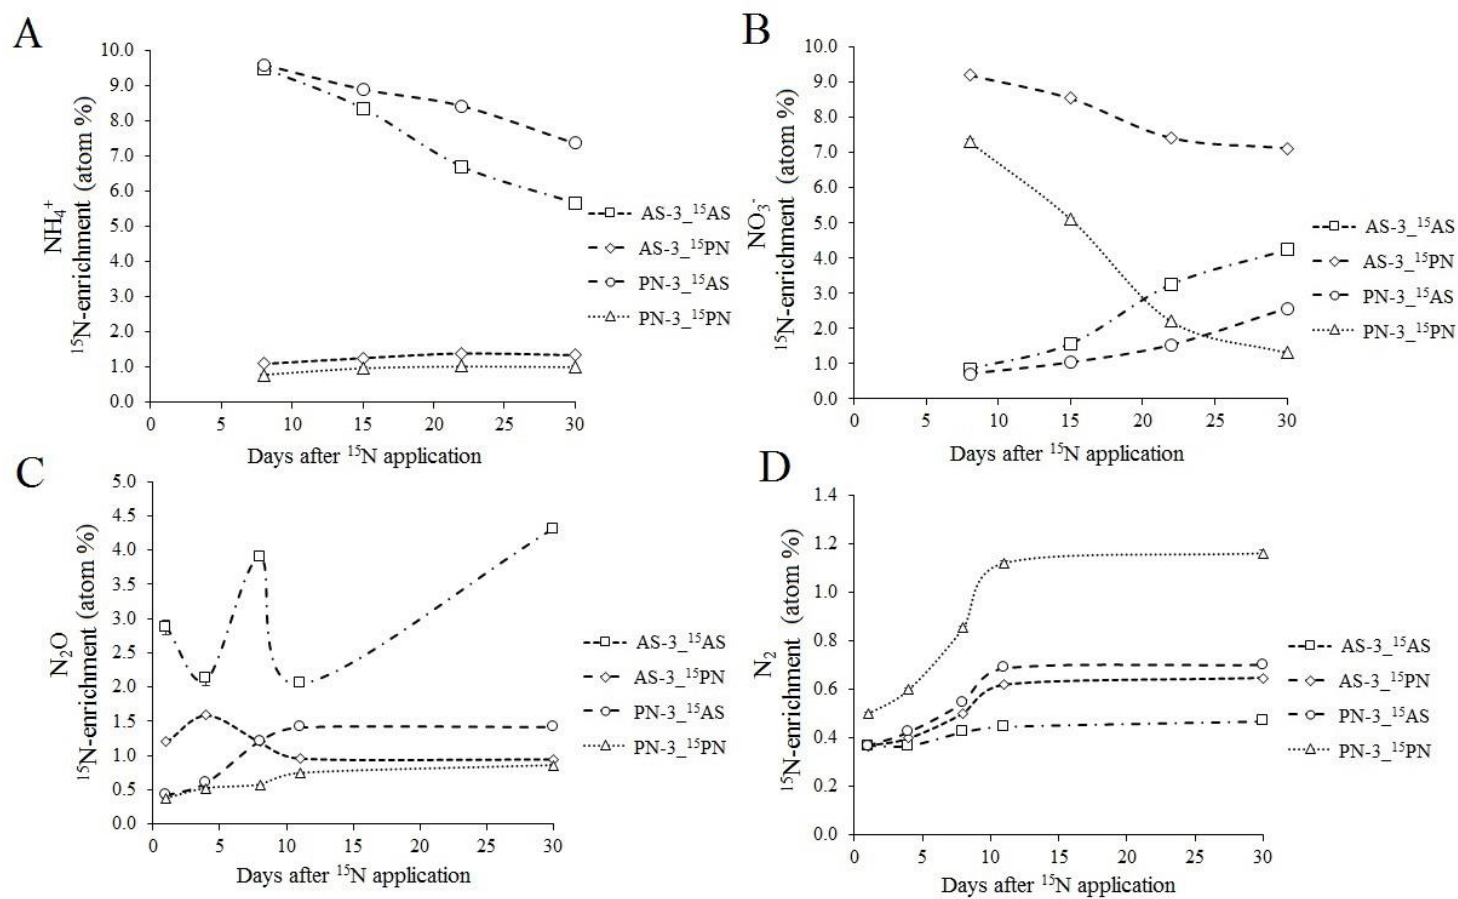 A
NH₄⁺
¹⁵N-enrichment (atom %)
10.0
9.0
8.0
7.0
6.0
5.0
4.0
3.0
2.0
1.0
0.0
0 5 10 15 20 25 30
Days after ¹⁵N application
AS-3_¹⁵AS
AS-3_¹⁵PN
PN-3_¹⁵AS
PN-3_¹⁵PN
B
NO₃⁻
¹⁵N-enrichment (atom %)
10.0
9.0
8.0
7.0
6.0
5.0
4.0
3.0
2.0
1.0
0.0
0 5 10 15 20 25 30
Days after ¹⁵N application
AS-3_¹⁵AS
AS-3_¹⁵PN
PN-3_¹⁵AS
PN-3_¹⁵PN
C
N₂O
¹⁵N-enrichment (atom %)
5.0
4.5
4.0
3.5
3.0
2.5
2.0
1.5
1.0
0.5
0.0
0 5 10 15 20 25 30
Days after ¹⁵N application
AS-3_¹⁵AS
AS-3_¹⁵PN
PN-3_¹⁵AS
PN-3_¹⁵PN
D
N₂
¹⁵N-enrichment (atom %)
1.4
1.2
1.0
0.8
0.6
0.4
0.2
0.0
0 5 10 15 20 25 30
Days after ¹⁵N application
AS-3_¹⁵AS
AS-3_¹⁵PN
PN-3_¹⁵AS
PN-3_¹⁵PN